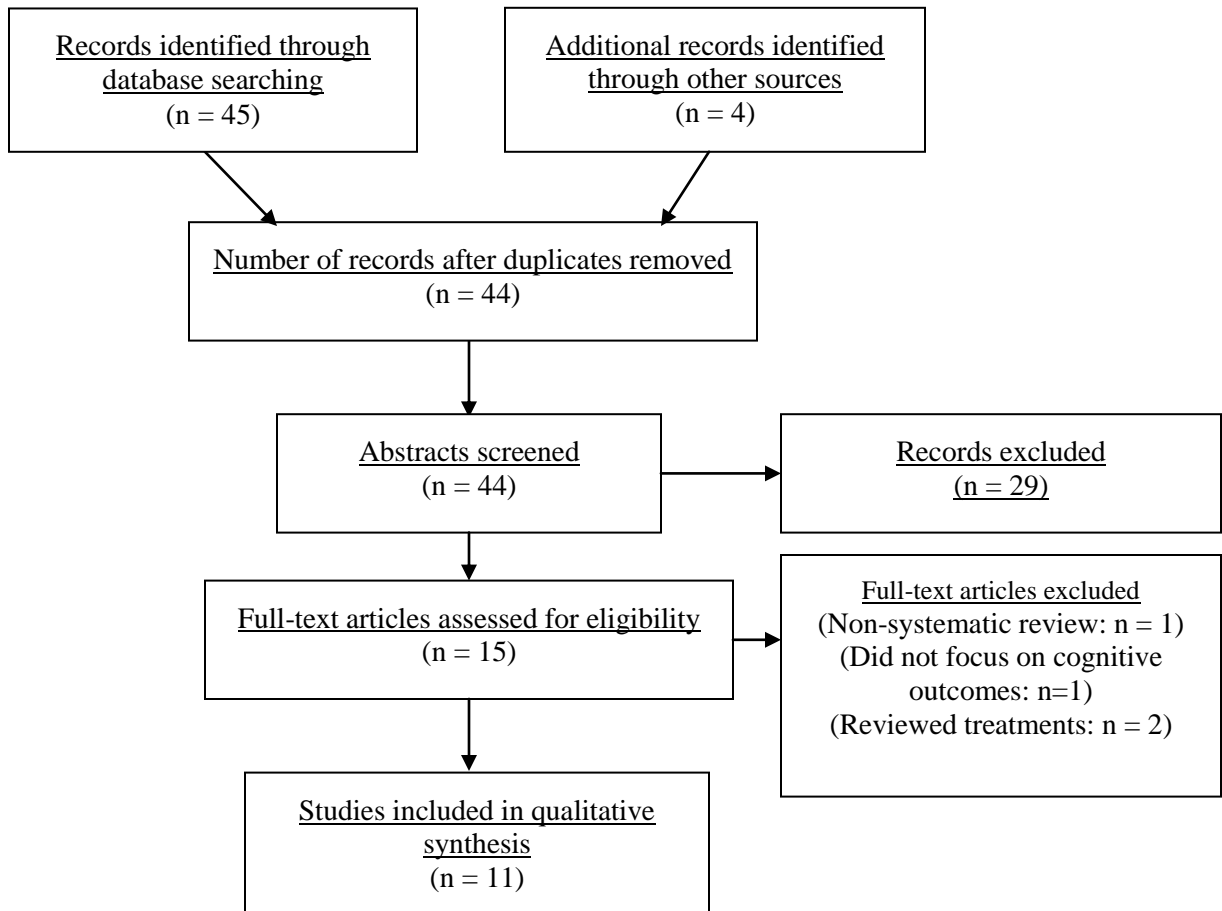 Records identified through
database searching
(n = 45)
Additional records identified
through other sources
(n = 4)
Number of records after duplicates removed
(n = 44)
Abstracts screened
(n = 44)
Records excluded
(n = 29)
Full-text articles assessed for eligibility
(n = 15)
Full-text articles excluded
(Non-systematic review: n = 1)
(Did not focus on cognitive
outcomes: n=1)
(Reviewed treatments: n = 2)
Studies included in qualitative
synthesis
(n = 11)